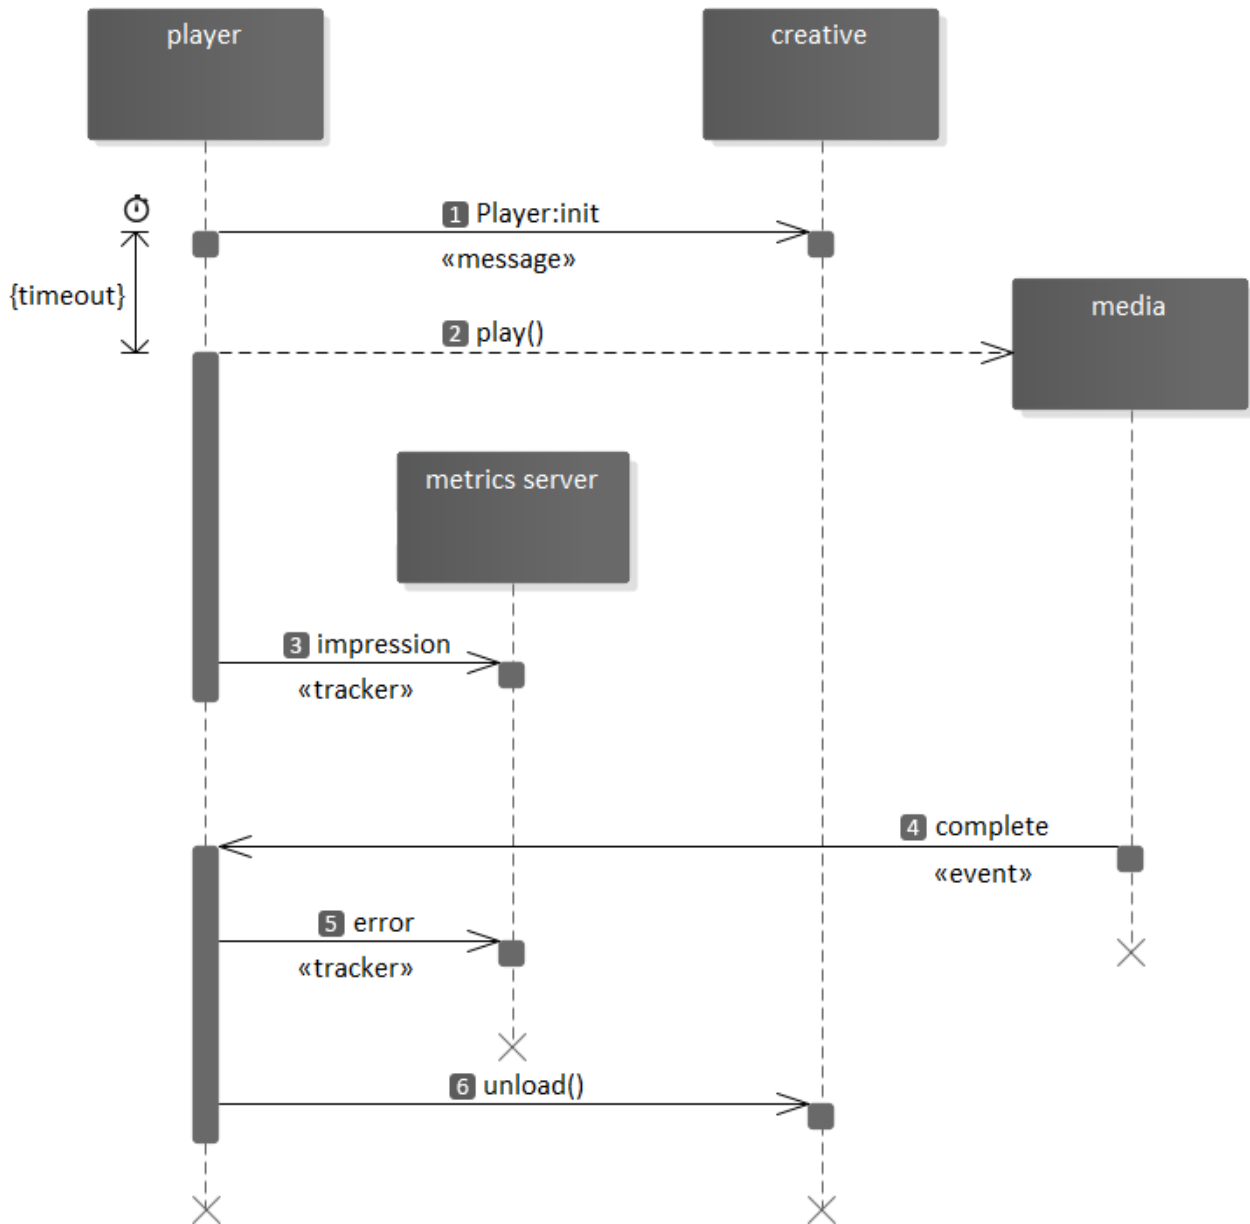 player
creative
1 Player:init
«message»
{timeout}
media
2 play()
metrics server
3 impression
«tracker»
4 complete
«event»
5 error
«tracker»
6 unload()